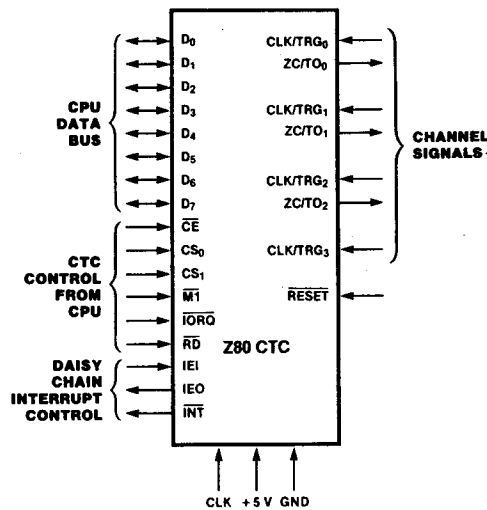 CPU
DATA
BUS
CTC
CONTROL
FROM
CPU
DAISY
CHAIN
INTERRUPT
CONTROL
D0
D1
D2
D3
D4
D5
D6
D7
CE
CS0
CS1
M1
IORQ
RD
IEI
IEO
INT
CLK/TRG0
ZC/TO0
CLK/TRG1
ZC/TO1
CLK/TRG2
ZC/TO2
CLK/TRG3
RESET
Z80 CTC
CHANNEL
SIGNALS
CLK +5 V GND